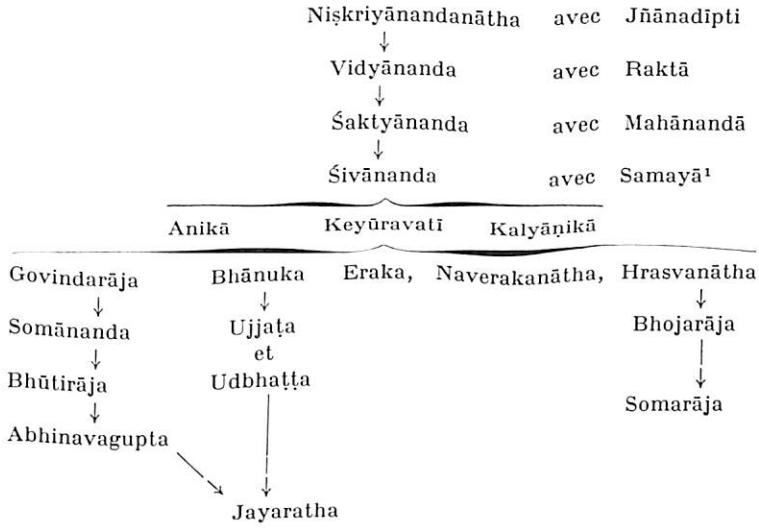 Niṣkriyānandanātha avec Jñānadīpti
↓
Vidyānanda avec Raktā
↓
Śaktyānanda avec Mahānandā
↓
Śivānanda avec Samayā¹
Anikā Keyūravatī Kalyāṇikā
Govindarāja Bhānuka Eraka, Naverakanātha, Hrasvanātha
↓ ↓ ↓
Somānanda Ujjaṭa Bhojarāja
↓ et ↓
Bhūtirāja Udbhaṭṭa Somarāja
↓ ↓
Abhinavagupta
↘
Jayaratha